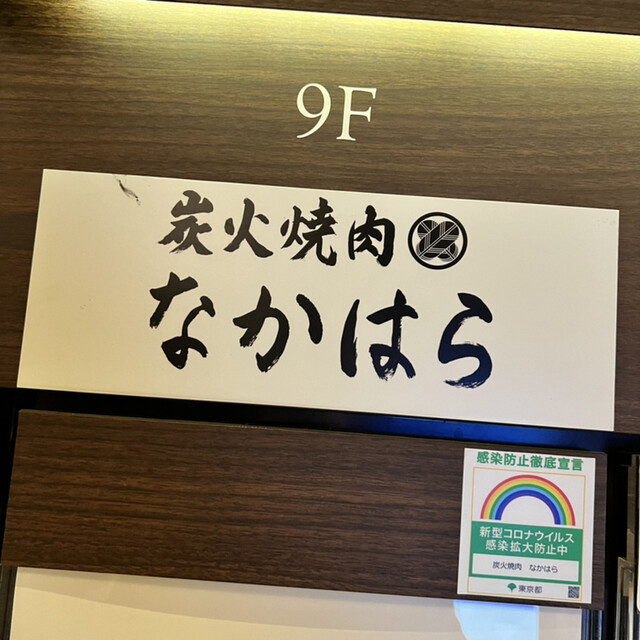 9F
炭火焼肉
なかはら
感染防止徹底宣言
新型コロナウイルス
感染拡大防止中
炭火焼肉 なかはら
東京都